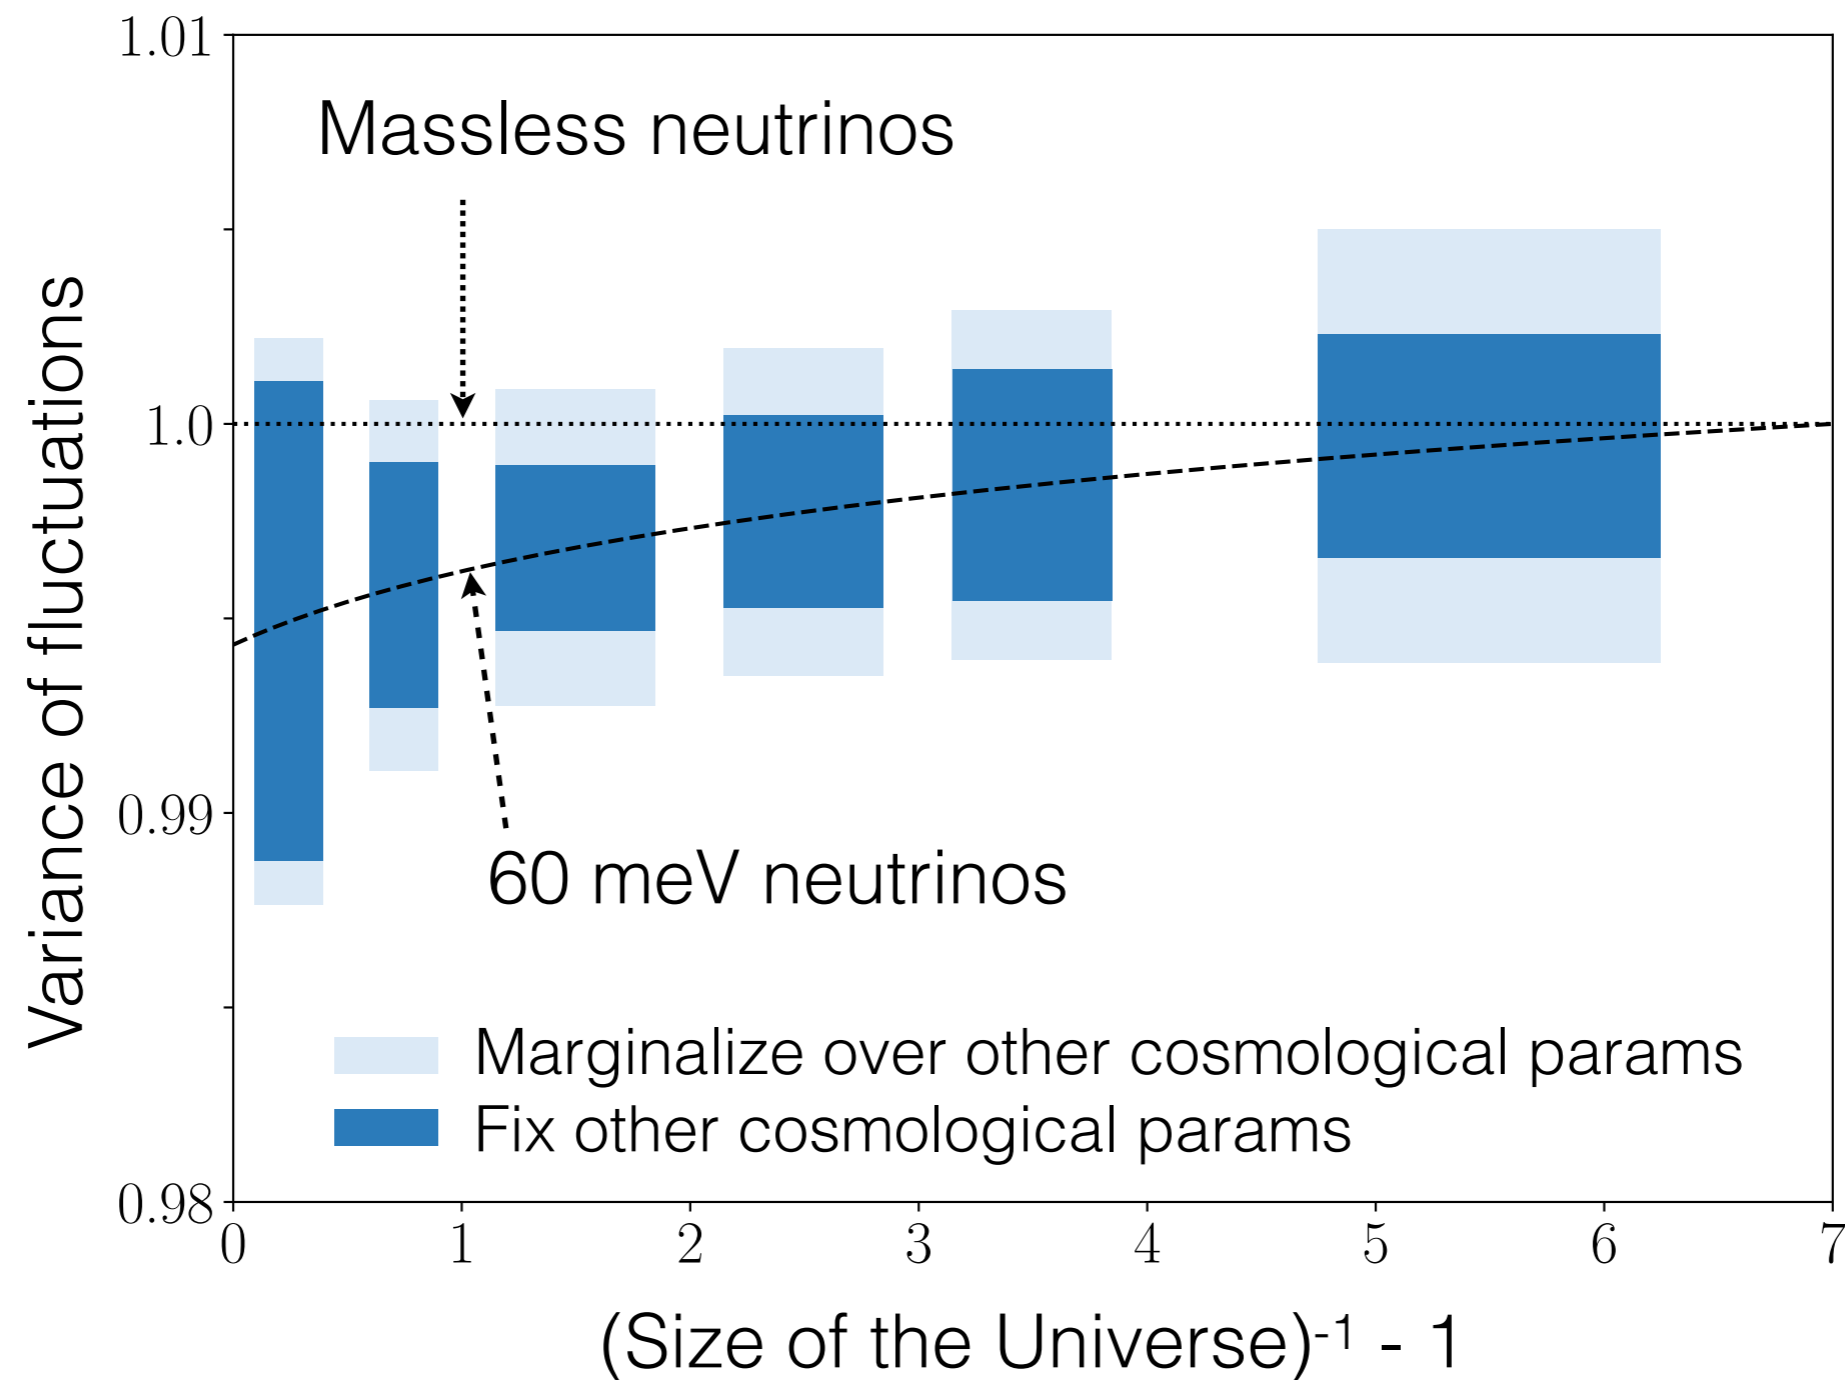 1.01
Massless neutrinos
1.0
Variance of fluctuations
0.99
60 meV neutrinos
Marginalize over other cosmological params
Fix other cosmological params
0.98
0 1 2 3 4 5 6 7
(Size of the Universe)⁻¹ - 1